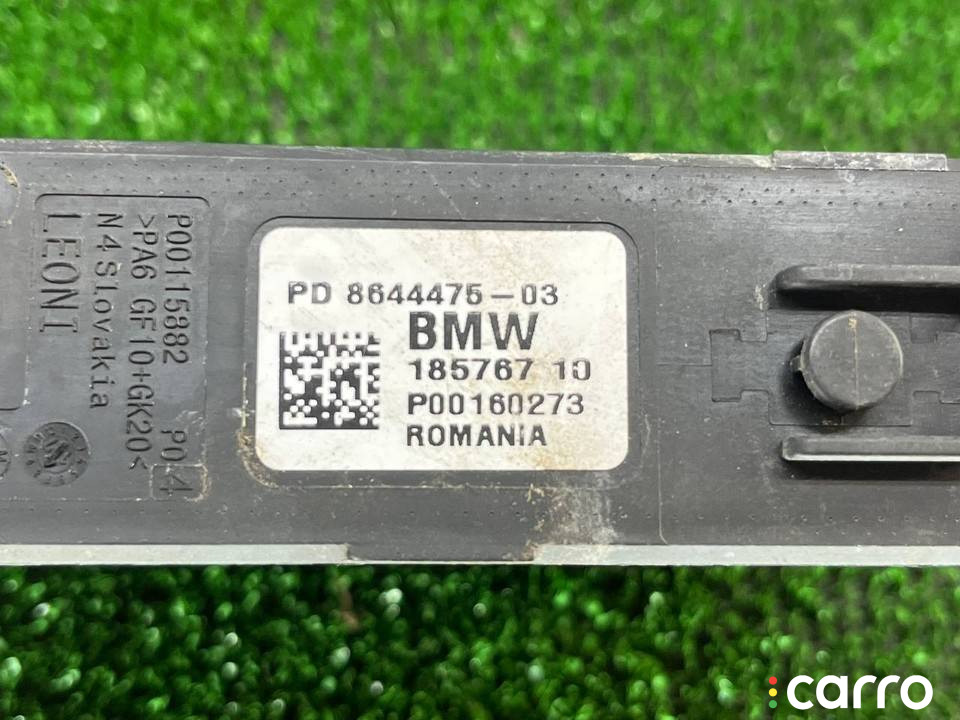 P00115882 P04
>PA6 GF10+GK20<
N4 Slovakia
LEONI
PD 8644475-03
BMW
185767 10
P00160273
ROMANIA
carro